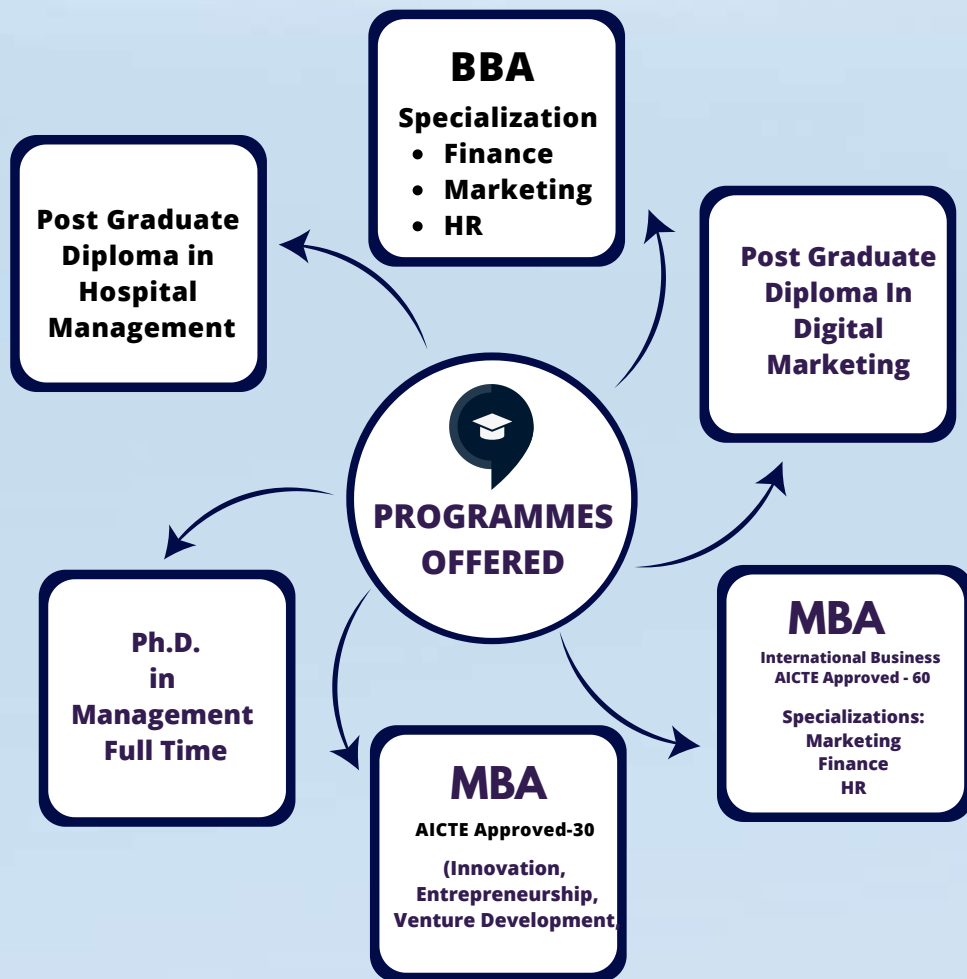 BBA
Specialization
• Finance
• Marketing
• HR
Post Graduate
Diploma in
Hospital
Management
Post Graduate
Diploma In
Digital
Marketing
PROGRAMMES
OFFERED
Ph.D.
in
Management
Full Time
MBA
International Business
AICTE Approved - 60
Specializations:
Marketing
Finance
HR
MBA
AICTE Approved-30
(Innovation,
Entrepreneurship,
Venture Development,